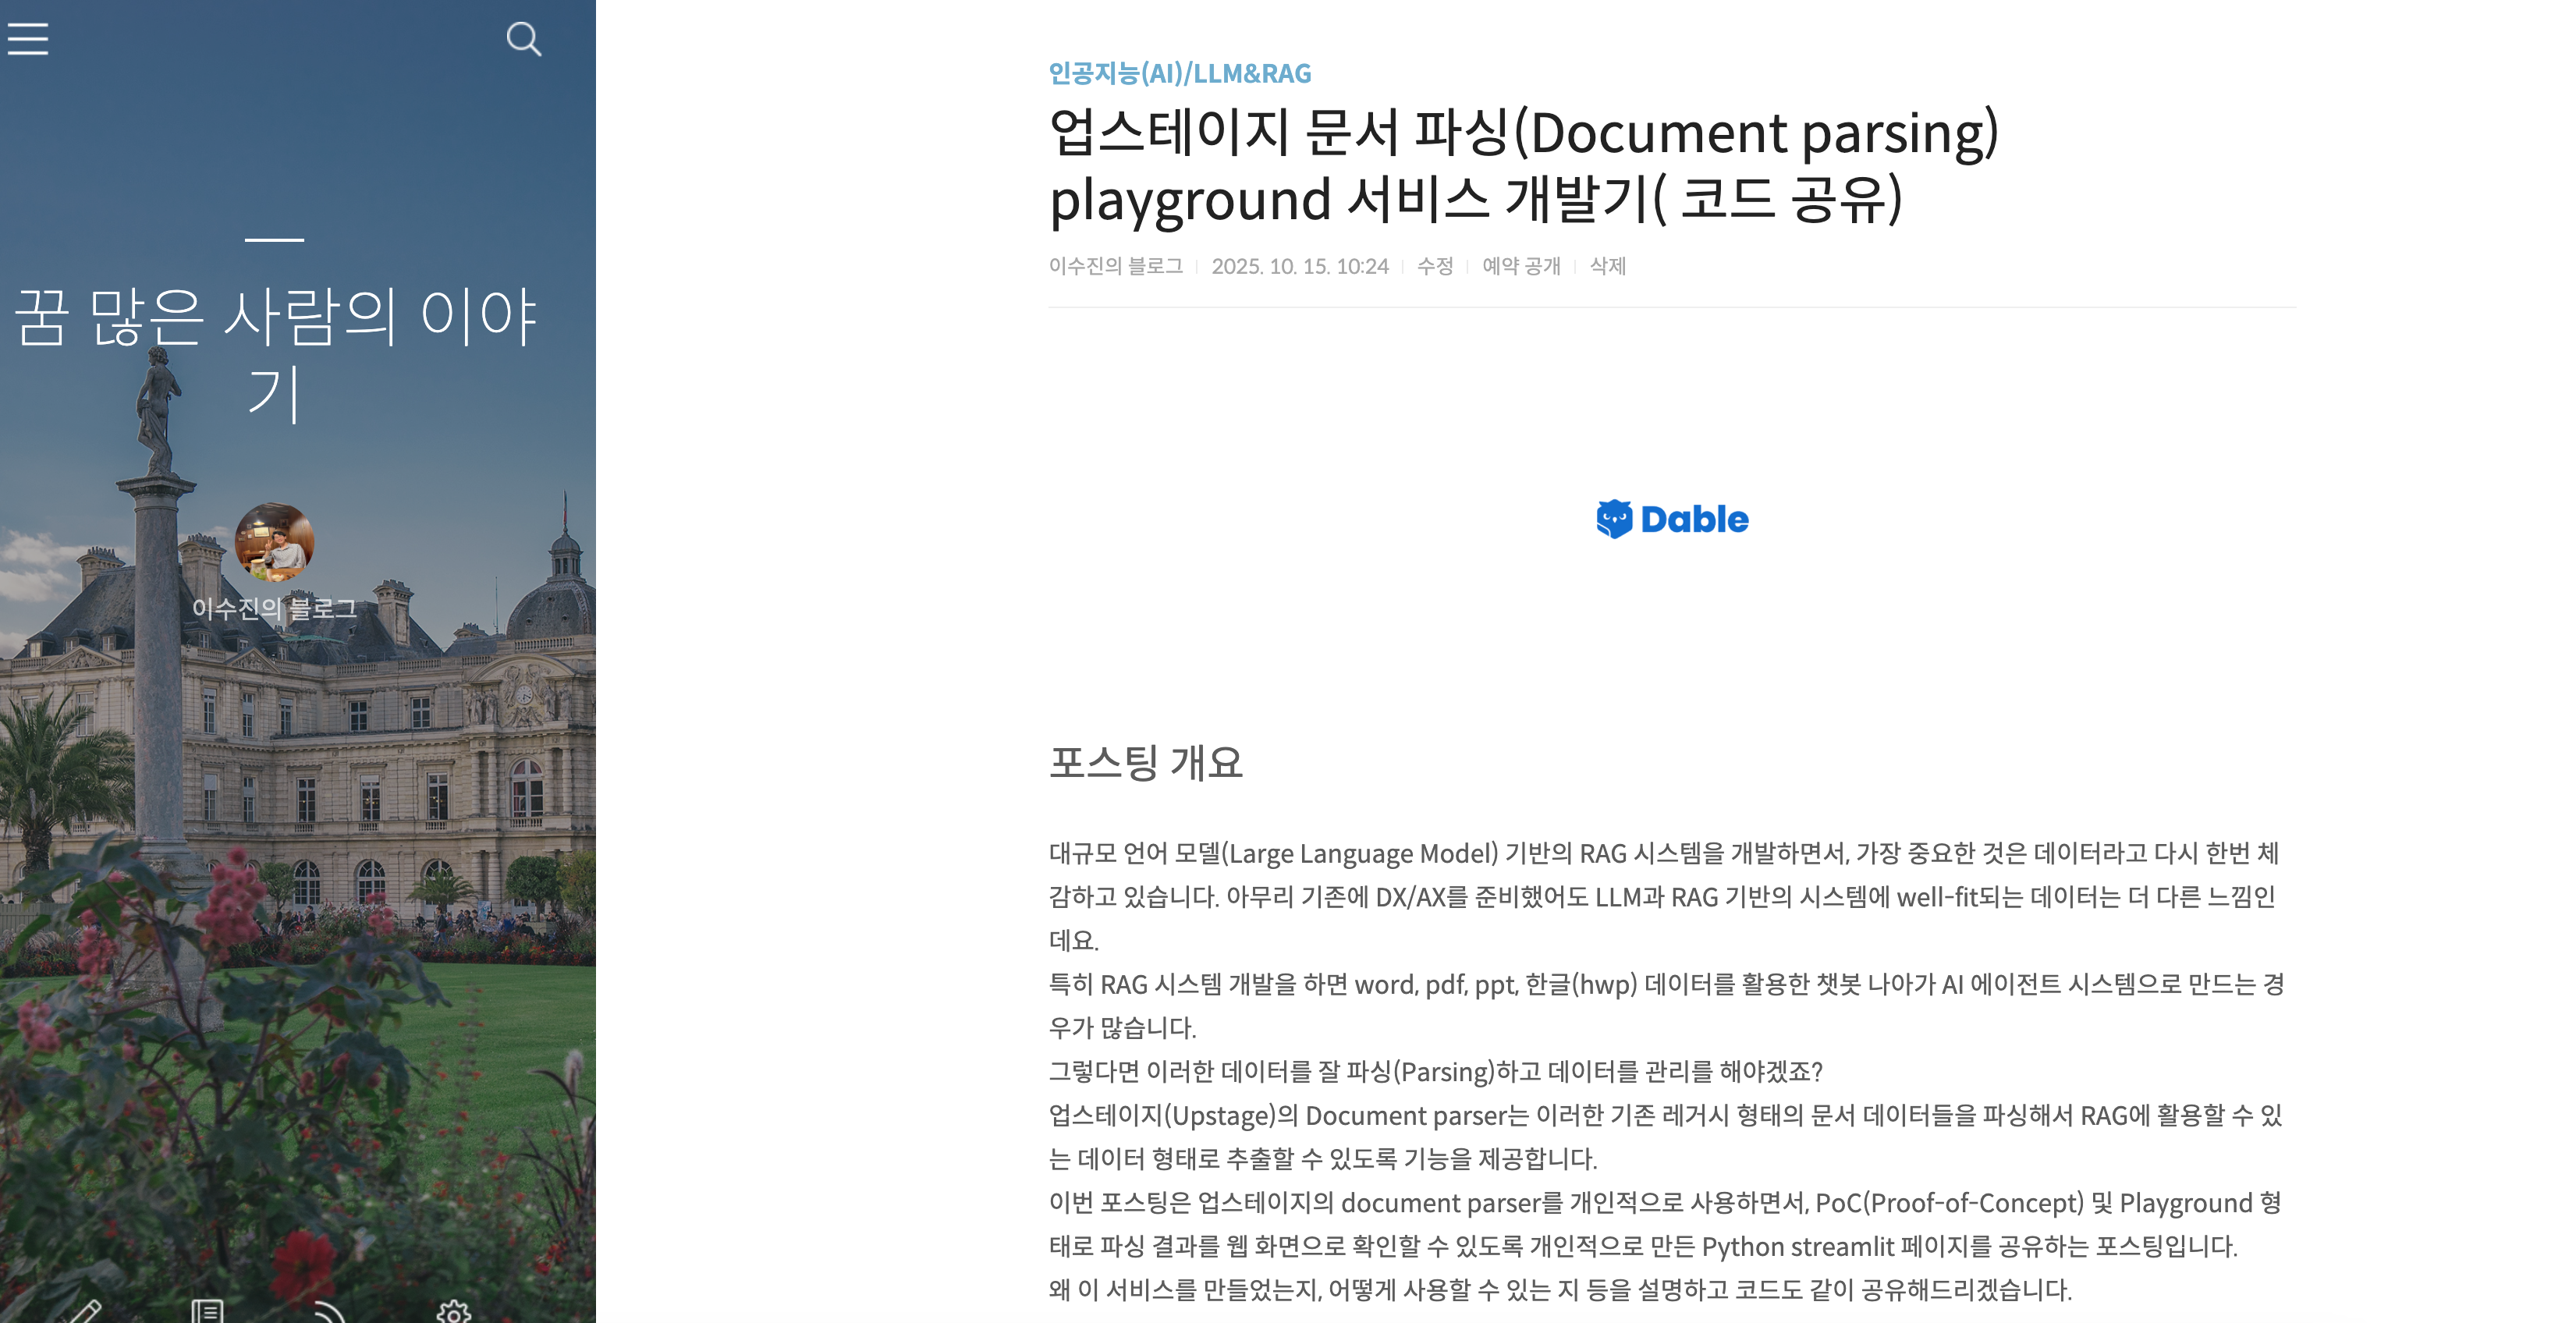 꿈 많은 사람의 이야
기
이수진의 블로그
인공지능(AI)/LLM&RAG
업스테이지 문서 파싱(Document parsing)
playground 서비스 개발기( 코드 공유)
이수진의 블로그 2025. 10. 15. 10:24 수정 예약 공개 삭제
Dable
포스팅 개요
대규모 언어 모델(Large Language Model) 기반의 RAG 시스템을 개발하면서, 가장 중요한 것은 데이터라고 다시 한번 체
감하고 있습니다. 아무리 기존에 DX/AX를 준비했어도 LLM과 RAG 기반의 시스템에 well-fit되는 데이터는 더 다른 느낌인
데요.
특히 RAG 시스템 개발을 하면 word, pdf, ppt, 한글(hwp) 데이터를 활용한 챗봇 나아가 AI 에이전트 시스템으로 만드는 경
우가 많습니다.
그렇다면 이러한 데이터를 잘 파싱(Parsing)하고 데이터를 관리를 해야겠죠?
업스테이지(Upstage)의 Document parser는 이러한 기존 레거시 형태의 문서 데이터들을 파싱해서 RAG에 활용할 수 있
는 데이터 형태로 추출할 수 있도록 기능을 제공합니다.
이번 포스팅은 업스테이지의 document parser를 개인적으로 사용하면서, PoC(Proof-of-Concept) 및 Playground 형
태로 파싱 결과를 웹 화면으로 확인할 수 있도록 개인적으로 만든 Python streamlit 페이지를 공유하는 포스팅입니다.
왜 이 서비스를 만들었는지, 어떻게 사용할 수 있는 지 등을 설명하고 코드도 같이 공유해드리겠습니다.